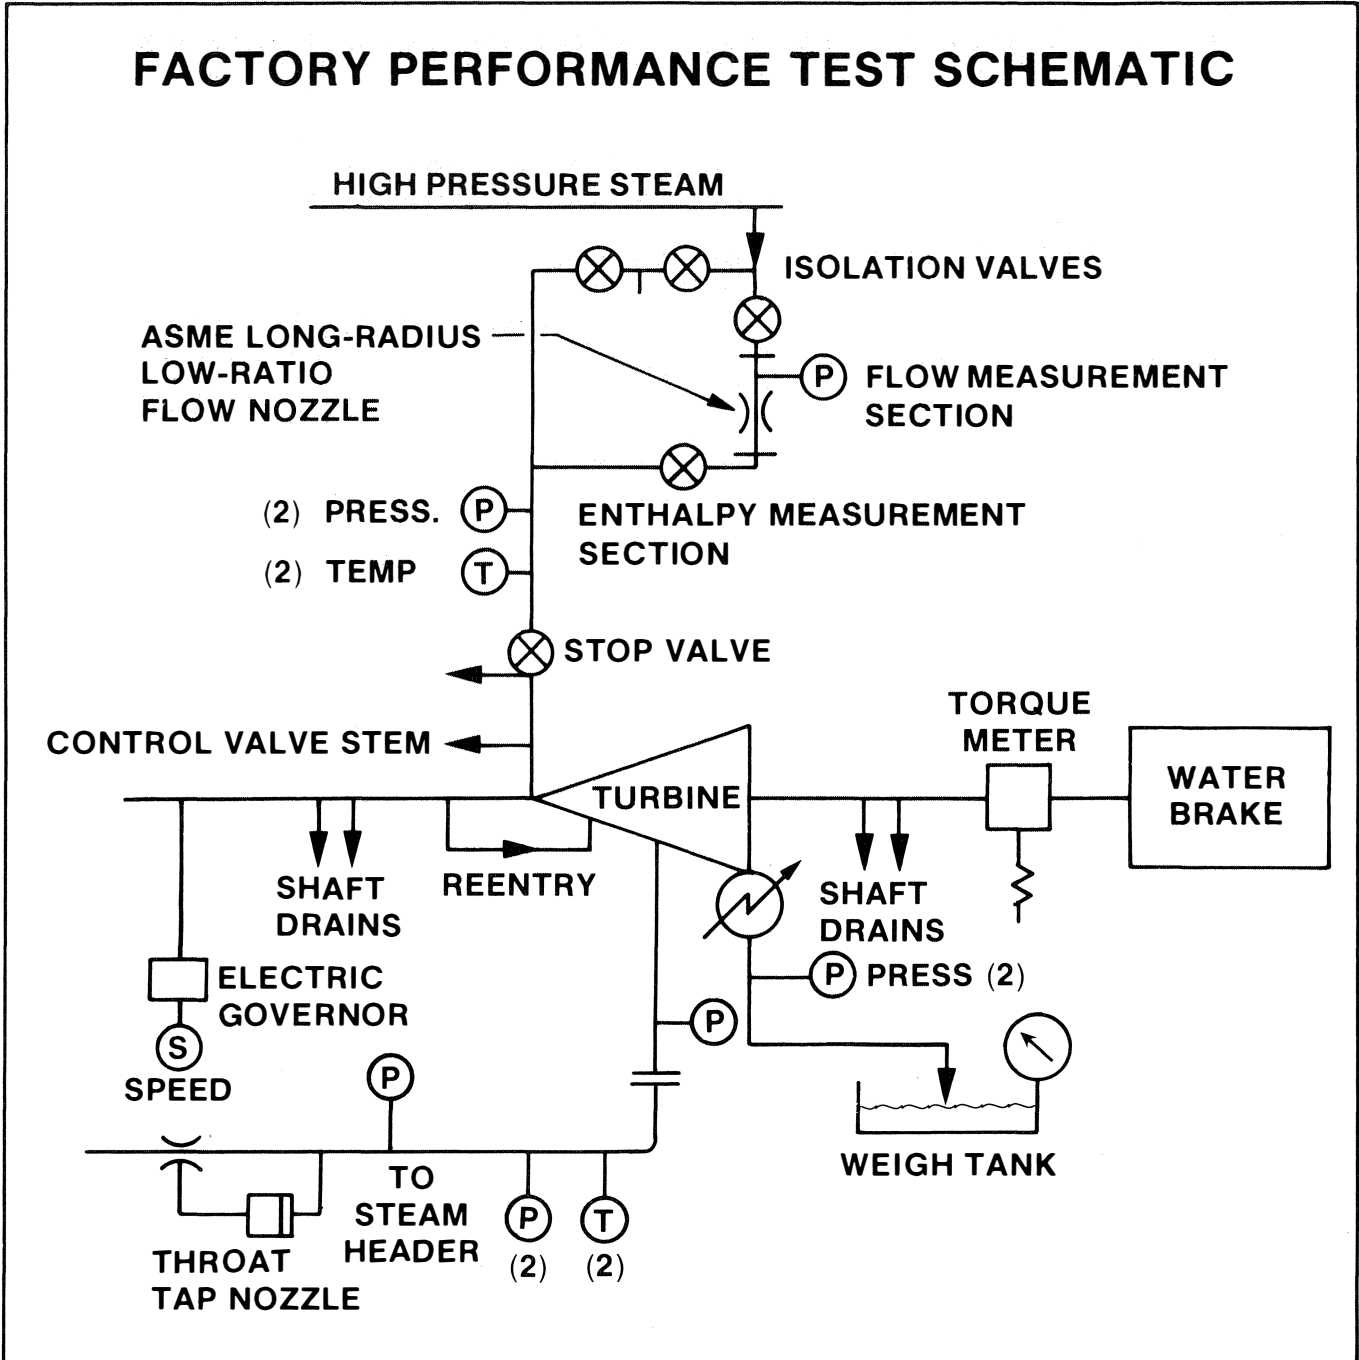 FACTORY PERFORMANCE TEST SCHEMATIC
HIGH PRESSURE STEAM
ISOLATION VALVES
ASME LONG-RADIUS
LOW-RATIO
FLOW NOZZLE
P
FLOW MEASUREMENT
SECTION
(2) PRESS. P
ENTHALPY MEASUREMENT
SECTION
(2) TEMP T
STOP VALVE
CONTROL VALVE STEM
TORQUE
METER
TURBINE
WATER
BRAKE
SHAFT
DRAINS
REENTRY
SHAFT
DRAINS
ELECTRIC
GOVERNOR
P PRESS (2)
P
S
SPEED
P
WEIGH TANK
TO
STEAM
HEADER
P
(2)
T
(2)
THROAT
TAP NOZZLE